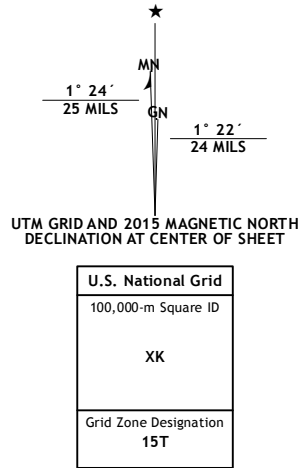 ★
MN
1° 24´
25 MILS
GN
1° 22´
24 MILS
UTM GRID AND 2015 MAGNETIC NORTH
DECLINATION AT CENTER OF SHEET
U.S. National Grid
100,000-m Square ID
XK
Grid Zone Designation
15T